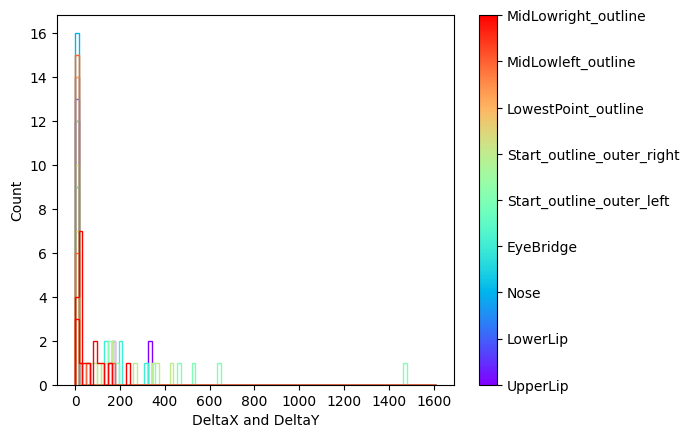 16
14
12
10
8
6
4
2
0
Count
0 200 400 600 800 1000 1200 1400 1600
DeltaX and DeltaY
MidLowright_outline
MidLowleft_outline
LowestPoint_outline
Start_outline_outer_right
Start_outline_outer_left
EyeBridge
Nose
LowerLip
UpperLip